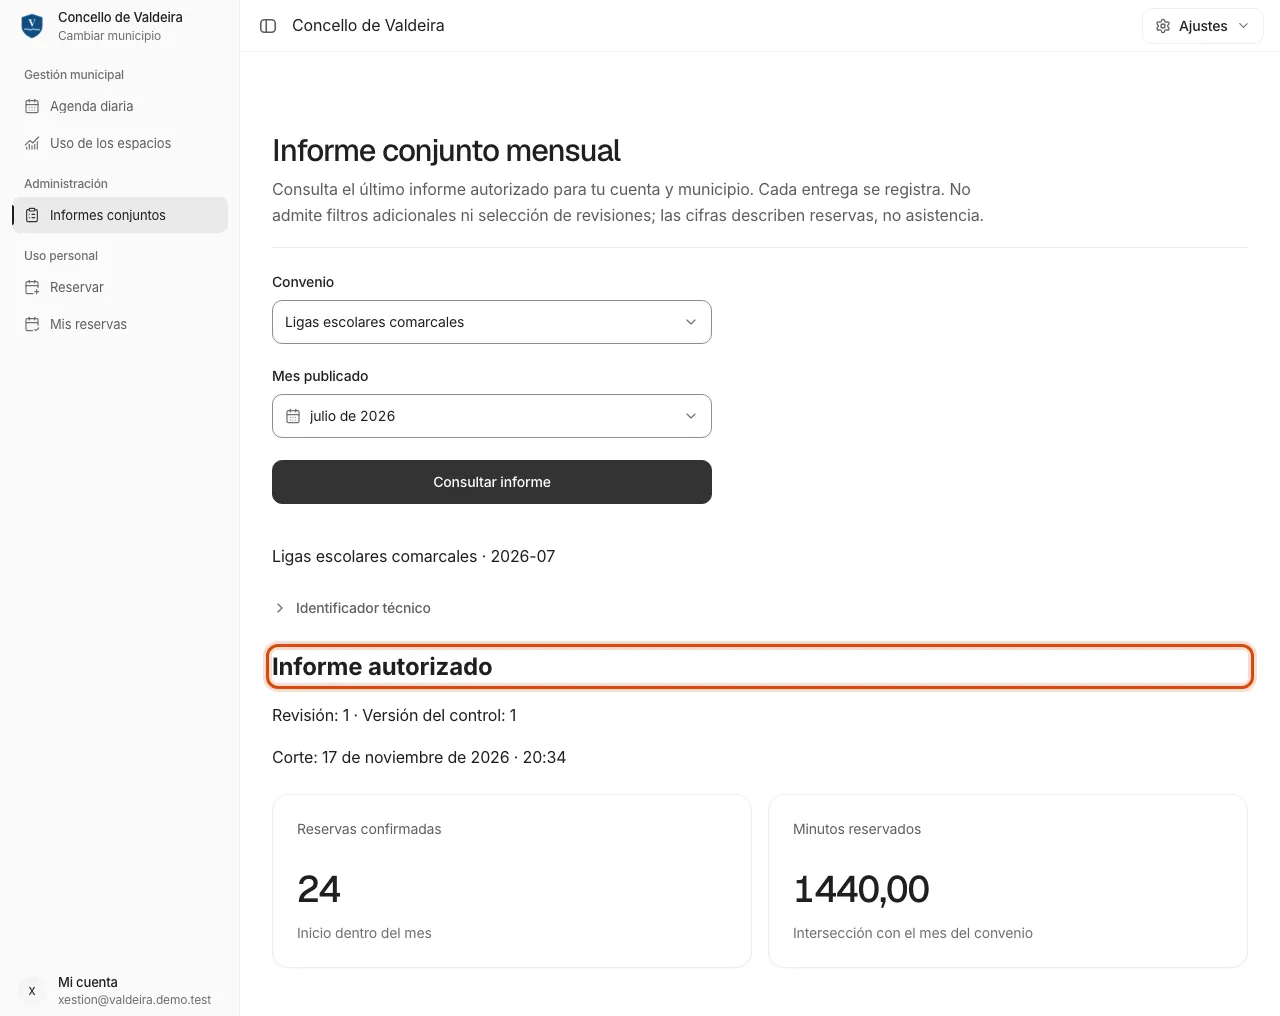 V
Concello de Valdeira
Cambiar municipio
Gestión municipal
Agenda diaria
Uso de los espacios
Administración
Informes conjuntos
Uso personal
Reservar
Mis reservas
X
Mi cuenta
xestion@valdeira.demo.test
Concello de Valdeira
Ajustes
Informe conjunto mensual
Consulta el último informe autorizado para tu cuenta y municipio. Cada entrega se registra. No
admite filtros adicionales ni selección de revisiones; las cifras describen reservas, no asistencia.
Convenio
Ligas escolares comarcales
Mes publicado
julio de 2026
Consultar informe
Ligas escolares comarcales · 2026-07
Identificador técnico
Informe autorizado
Revisión: 1 · Versión del control: 1
Corte: 17 de noviembre de 2026 · 20:34
Reservas confirmadas
24
Inicio dentro del mes
Minutos reservados
1440,00
Intersección con el mes del convenio